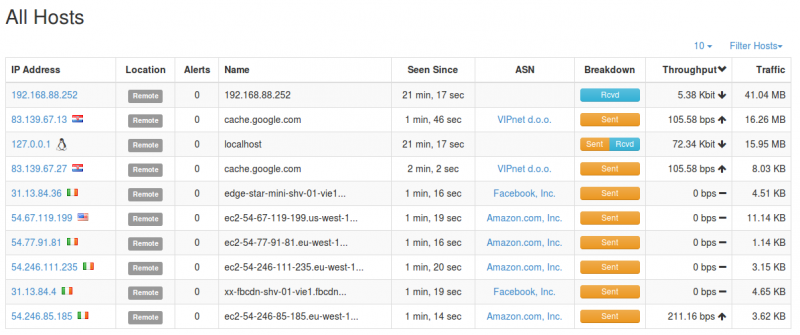 All Hosts
10 Filter Hosts
IP Address Location Alerts Name Seen Since ASN Breakdown Throughput Traffic
192.168.88.252 Remote 0 192.168.88.252 21 min, 17 sec Rcvd 5.38 Kbit 41.04 MB
83.139.67.13 Remote 0 cache.google.com 1 min, 46 sec VIPnet d.o.o. Sent 105.58 bps 16.26 MB
127.0.0.1 Remote 0 localhost 21 min, 17 sec Sent Rcvd 72.34 Kbit 15.95 MB
83.139.67.27 Remote 0 cache.google.com 2 min, 2 sec VIPnet d.o.o. Sent 105.58 bps 8.03 KB
31.13.84.36 Remote 0 edge-star-mini-shv-01-vie1... 1 min, 16 sec Facebook, Inc. Sent 0 bps 4.51 KB
54.67.119.199 Remote 0 ec2-54-67-119-199.us-west-1... 1 min, 19 sec Amazon.com, Inc. Sent 0 bps 11.14 KB
54.77.91.81 Remote 0 ec2-54-77-91-81.eu-west-1... 1 min, 16 sec Amazon.com, Inc. Sent 0 bps 1.14 KB
54.246.111.235 Remote 0 ec2-54-246-111-235.eu-west-1... 1 min, 20 sec Amazon.com, Inc. Sent 0 bps 3.15 KB
31.13.84.4 Remote 0 xx-fbcdn-shv-01-vie1.fbcdn... 1 min, 19 sec Facebook, Inc. Sent 0 bps 4.65 KB
54.246.85.185 Remote 0 ec2-54-246-85-185.eu-west-1... 1 min, 14 sec Amazon.com, Inc. Sent 211.16 bps 3.62 KB